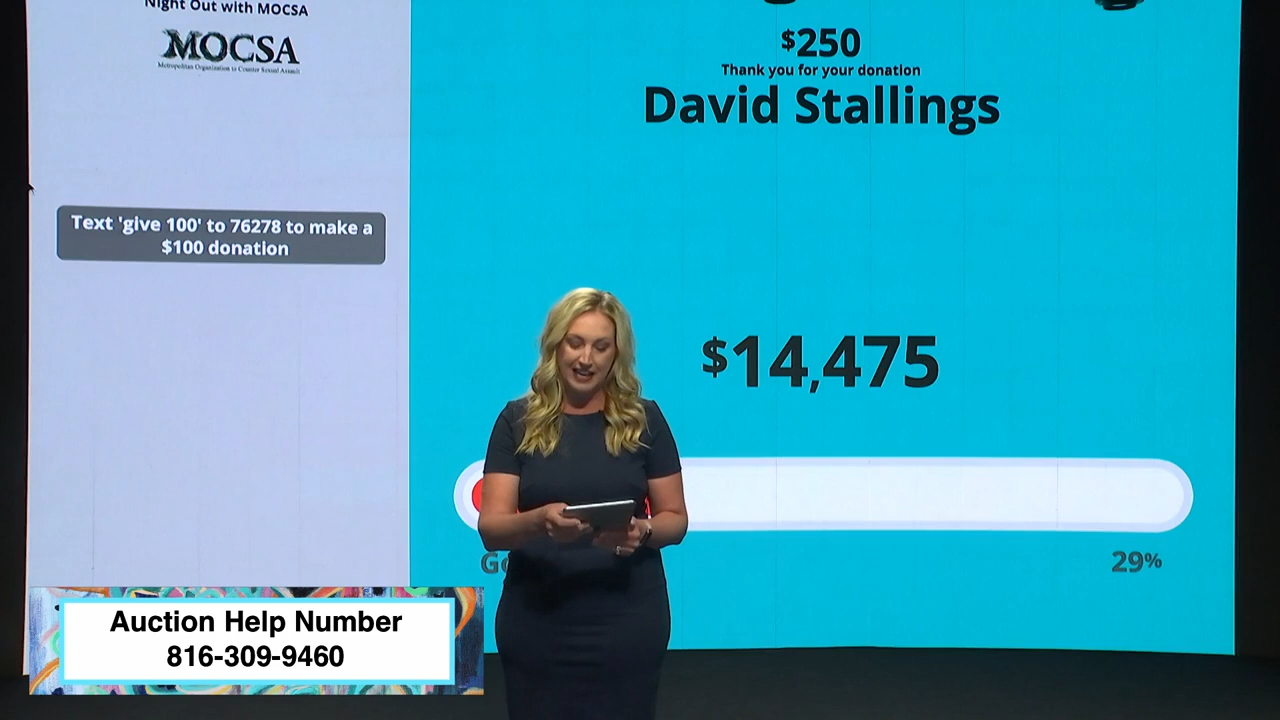 Night Out with MOCSA
MOCSA
Metropolitan Organization to Counter Sexual Assault
Text 'give 100' to 76278 to make a
$100 donation
$250
Thank you for your donation
David Stallings
$14,475
29%
Auction Help Number
816-309-9460